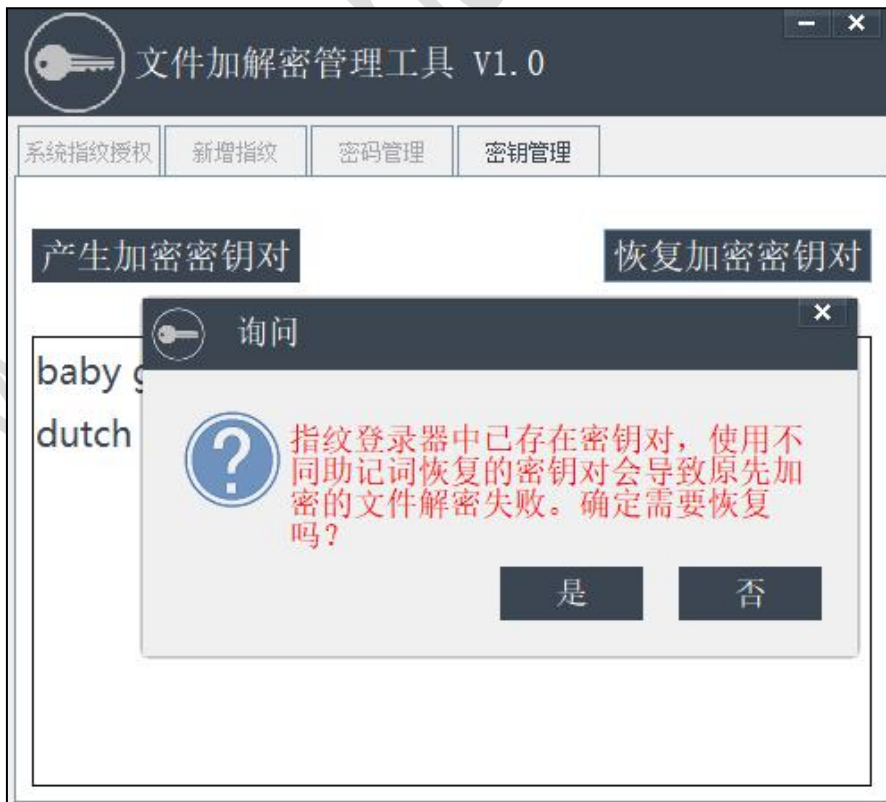 文件加解密管理工具 V1.0
系统指纹授权 新增指纹 密码管理 密钥管理
产生加密密钥对 恢复加密密钥对
询问
baby
dutch
指纹登录器中已存在密钥对，使用不
同助记词恢复的密钥对会导致原先加
密的文件解密失败。确定需要恢复
吗？
是 否